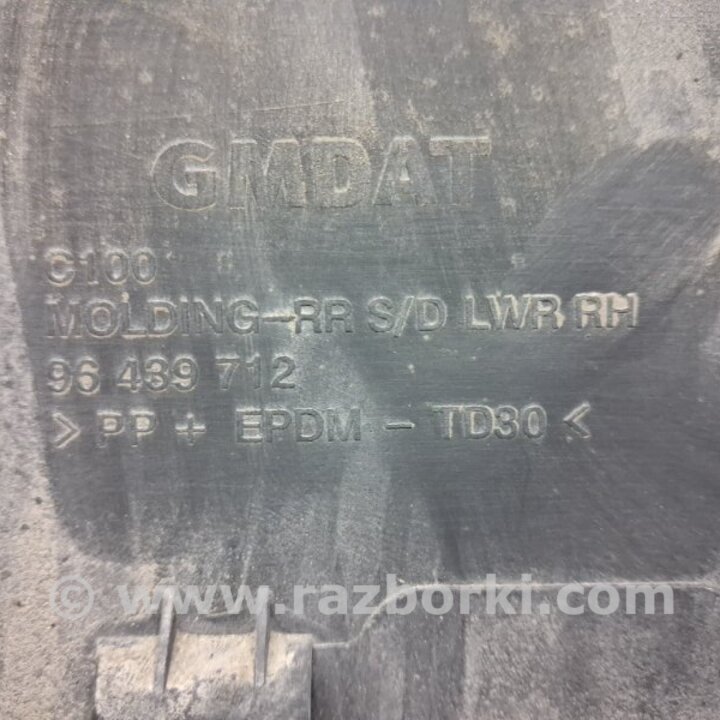 GMDAT
C100
MOLDING-RR S/D LWR RH
96 439 712
> PP + EPDM - TD30 <
© www.razborki.com